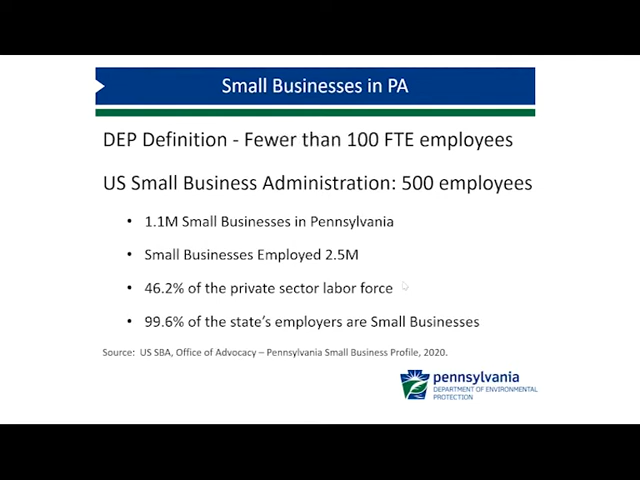 Small Businesses in PA
DEP Definition - Fewer than 100 FTE employees
US Small Business Administration: 500 employees
• 1.1M Small Businesses in Pennsylvania
• Small Businesses Employed 2.5M
• 46.2% of the private sector labor force
• 99.6% of the state's employers are Small Businesses
Source: US SBA, Office of Advocacy – Pennsylvania Small Business Profile, 2020.
pennsylvania
DEPARTMENT OF ENVIRONMENTAL
PROTECTION